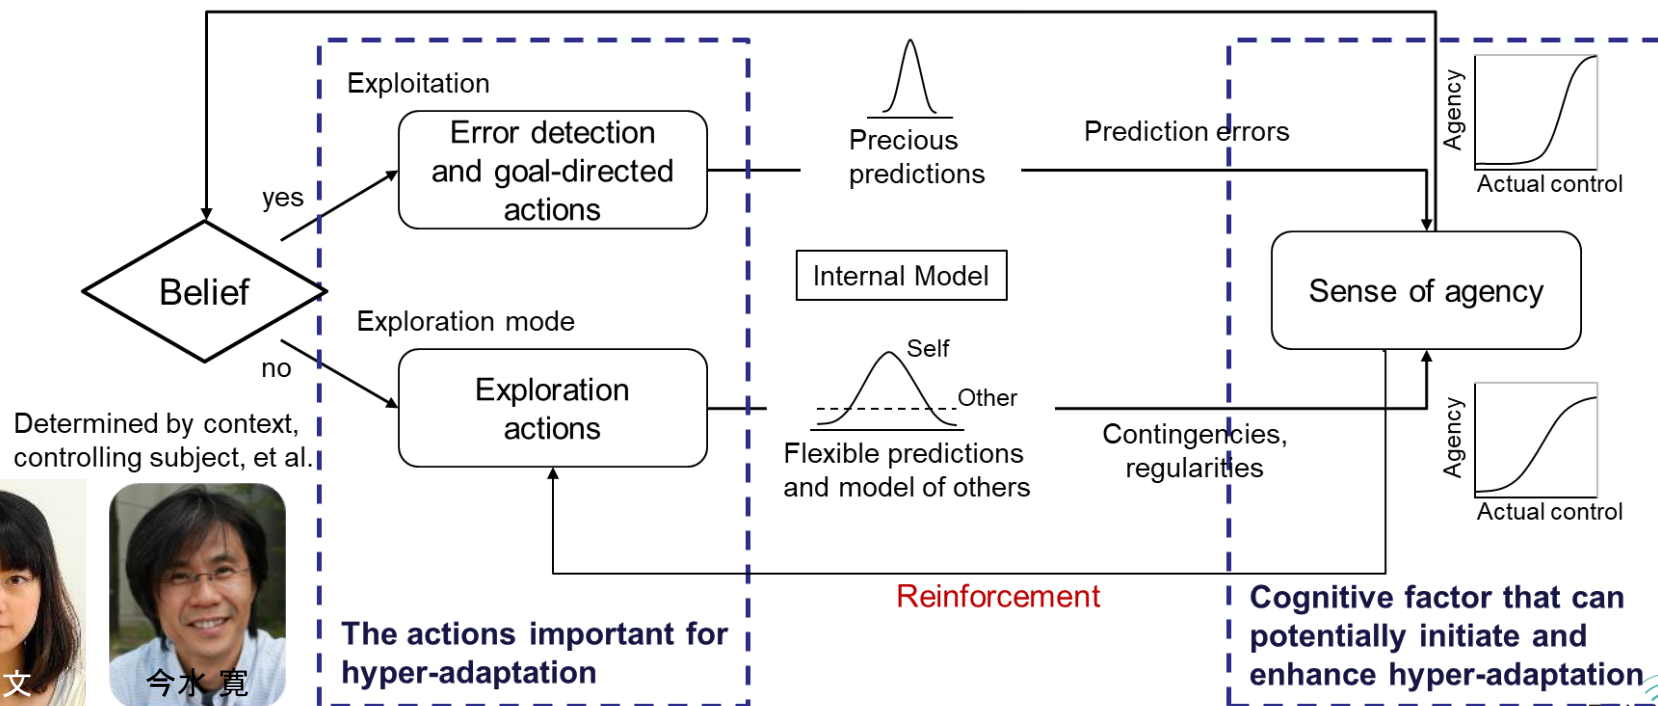 Exploitation
Error detection
and goal-directed
actions
yes
Belief
no
Exploration mode
Exploration
actions
Determined by context,
controlling subject, et al.
Precious
predictions
Prediction errors
Internal Model
Self
Other
Flexible predictions
and model of others
Contingencies,
regularities
Agency
Actual control
Sense of agency
Agency
Actual control
Reinforcement
The actions important for
hyper-adaptation
Cognitive factor that can
potentially initiate and
enhance hyper-adaptation
文
今水 寛